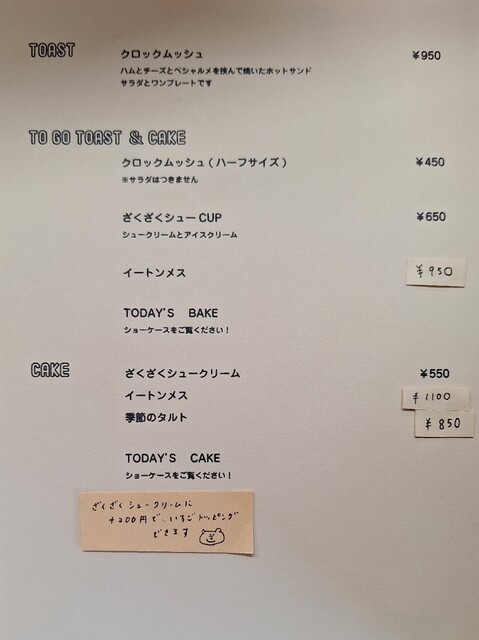 TOAST クロックムッシュ ¥950
ハムとチーズとベシャルメを挟んで焼いたホットサンド
サラダとワンプレートです
TO GO TOAST & CAKE
クロックムッシュ(ハーフサイズ) ¥450
※サラダはつきません
ざくざくシューCUP ¥650
シュークリームとアイスクリーム
イートンメス ¥950
TODAY'S BAKE
ショーケースをご覧ください!
CAKE ざくざくシュークリーム ¥550
イートンメス ¥1100
季節のタルト ¥850
TODAY'S CAKE
ショーケースをご覧ください!
ざくざくシュークリームに
+200円で、いちごトッピング
できます